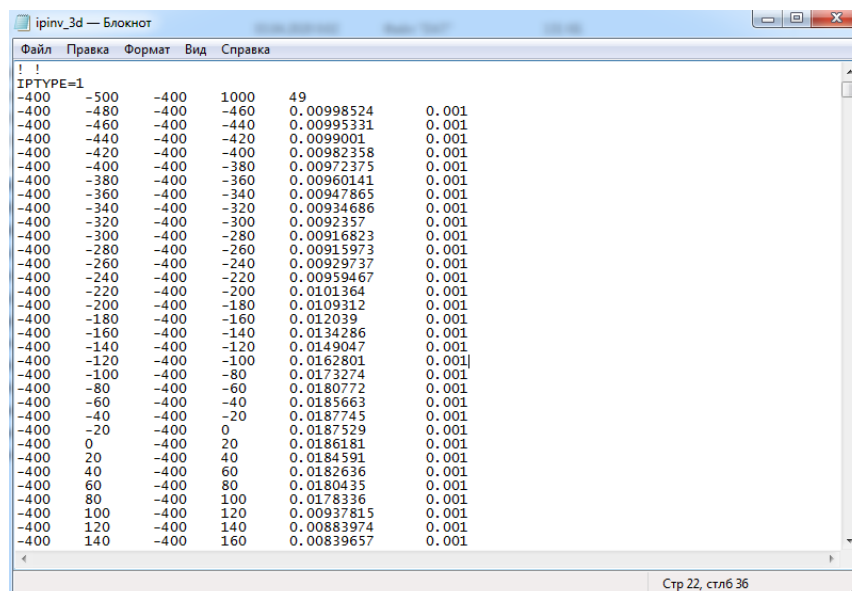 ipinv_3d — Блокнот
Файл Правка Формат Вид Справка
! !
IPTYPE=1
-400 -500 -400 1000 49
-400 -480 -400 -460 0.00998524 0.001
-400 -460 -400 -440 0.00995331 0.001
-400 -440 -400 -420 0.0099001 0.001
-400 -420 -400 -400 0.00982358 0.001
-400 -400 -400 -380 0.00972375 0.001
-400 -380 -400 -360 0.00960141 0.001
-400 -360 -400 -340 0.00947865 0.001
-400 -340 -400 -320 0.00934686 0.001
-400 -320 -400 -300 0.0092357 0.001
-400 -300 -400 -280 0.00916823 0.001
-400 -280 -400 -260 0.00915973 0.001
-400 -260 -400 -240 0.00929737 0.001
-400 -240 -400 -220 0.00959467 0.001
-400 -220 -400 -200 0.0101364 0.001
-400 -200 -400 -180 0.0109312 0.001
-400 -180 -400 -160 0.012039 0.001
-400 -160 -400 -140 0.0134286 0.001
-400 -140 -400 -120 0.0149047 0.001
-400 -120 -400 -100 0.0162801 0.001
-400 -100 -400 -80 0.0173274 0.001
-400 -80 -400 -60 0.0180772 0.001
-400 -60 -400 -40 0.0185663 0.001
-400 -40 -400 -20 0.0187745 0.001
-400 -20 -400 0 0.0187529 0.001
-400 0 -400 20 0.0186181 0.001
-400 20 -400 40 0.0184591 0.001
-400 40 -400 60 0.0182636 0.001
-400 60 -400 80 0.0180435 0.001
-400 80 -400 100 0.0178336 0.001
-400 100 -400 120 0.00937815 0.001
-400 120 -400 140 0.00883974 0.001
-400 140 -400 160 0.00839657 0.001
Стр 22, стлб 36